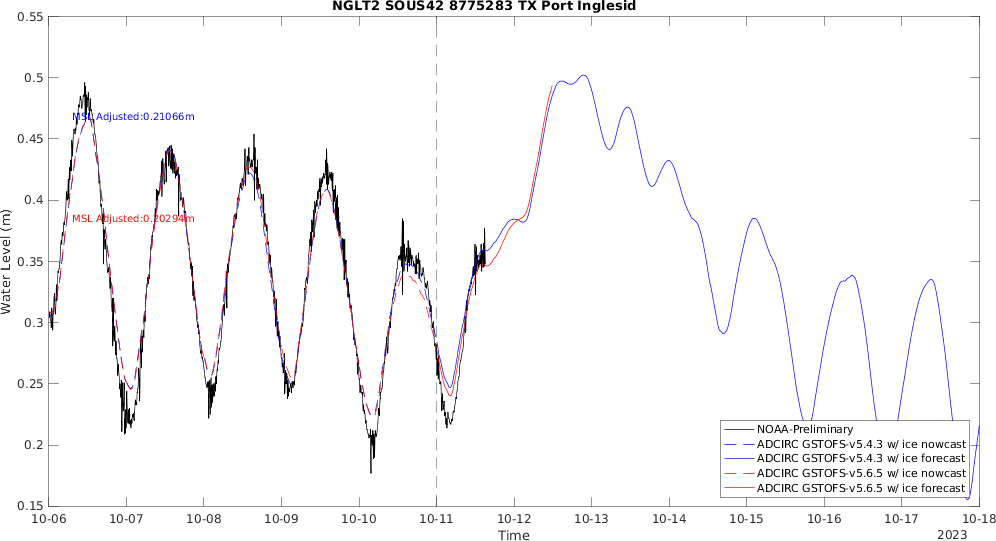 NGLT2 SOUS42 8775283 TX Port Inglesid
0.55
0.5
0.45
0.4
0.35
0.3
0.25
0.2
0.15
Water Level (m)
MSL Adjusted:0.21066m
MSL Adjusted:0.20294m
NOAA-Preliminary
ADCIRC GSTOFS-v5.4.3 w/ ice nowcast
ADCIRC GSTOFS-v5.4.3 w/ ice forecast
ADCIRC GSTOFS-v5.6.5 w/ ice nowcast
ADCIRC GSTOFS-v5.6.5 w/ ice forecast
10-06 10-07 10-08 10-09 10-10 10-11 10-12 10-13 10-14 10-15 10-16 10-17 10-18
Time
2023